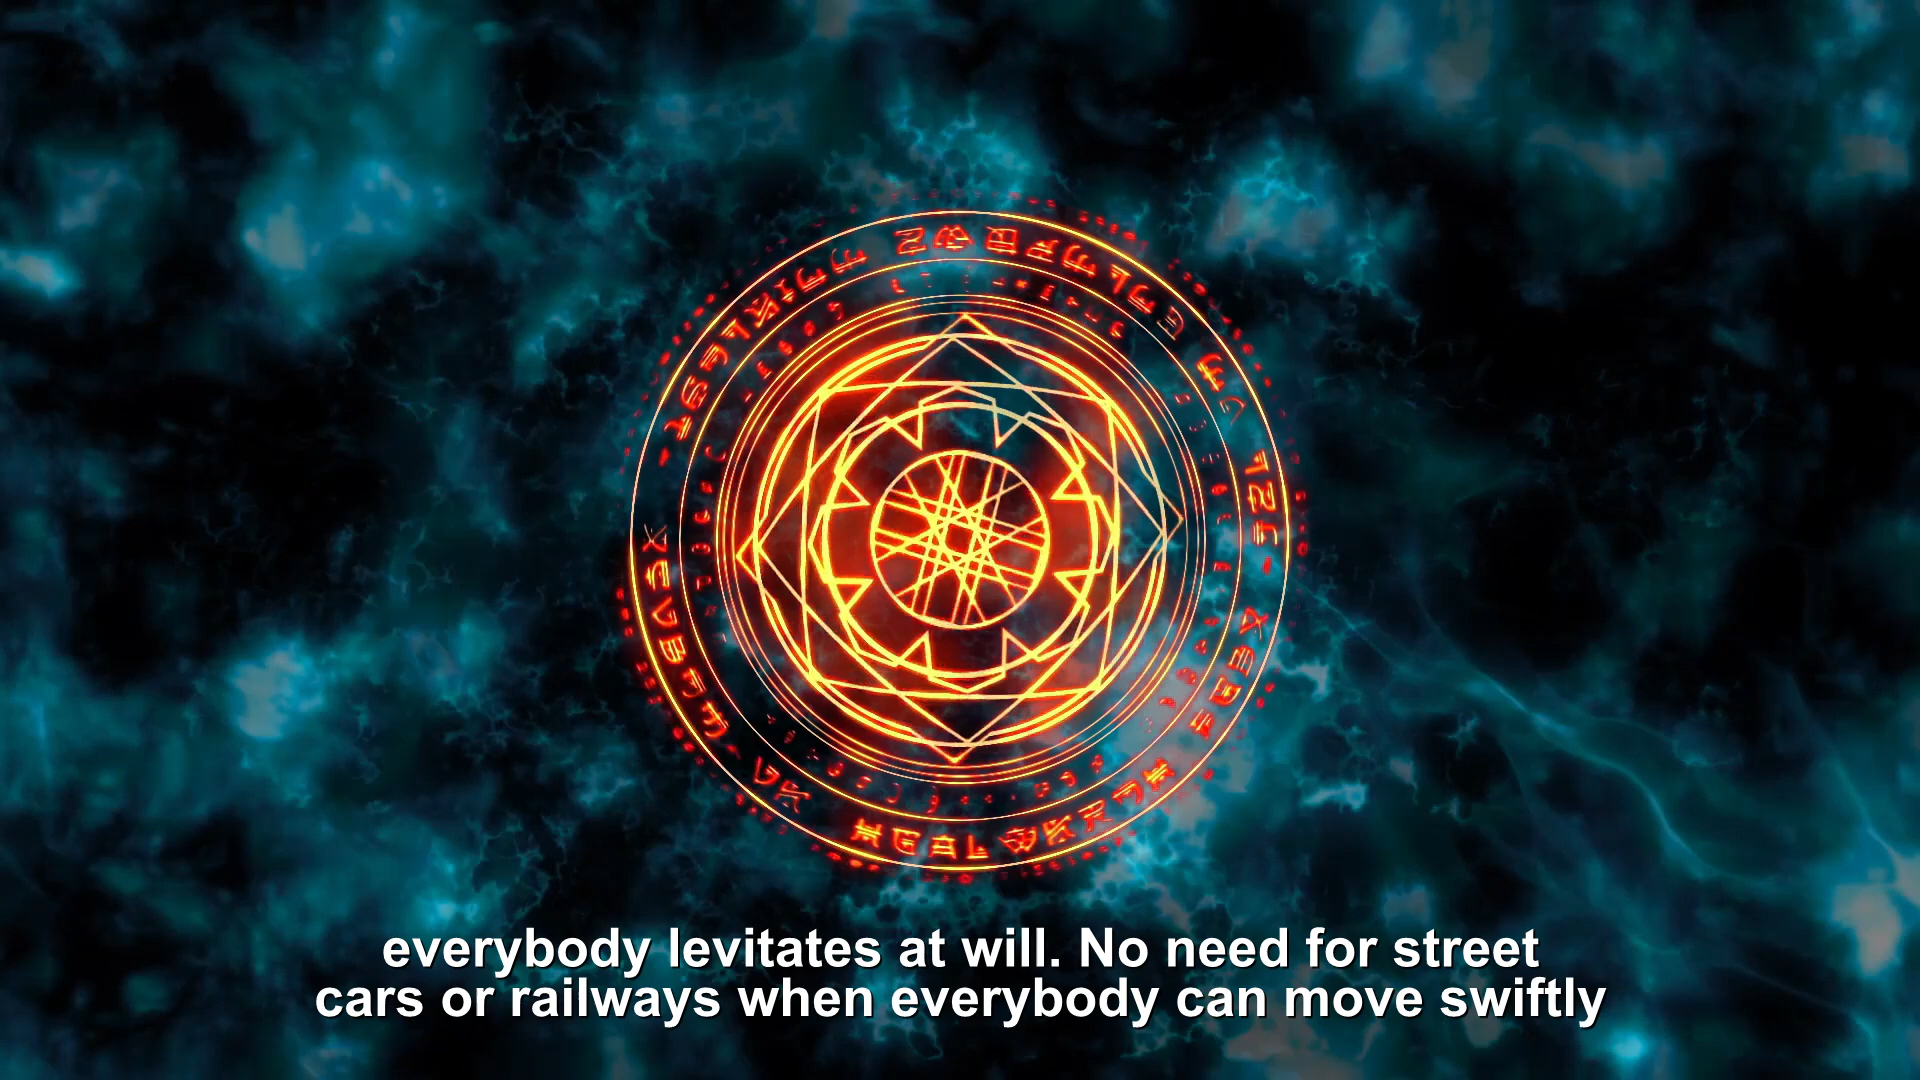 everybody levitates at will. No need for street
cars or railways when everybody can move swiftly